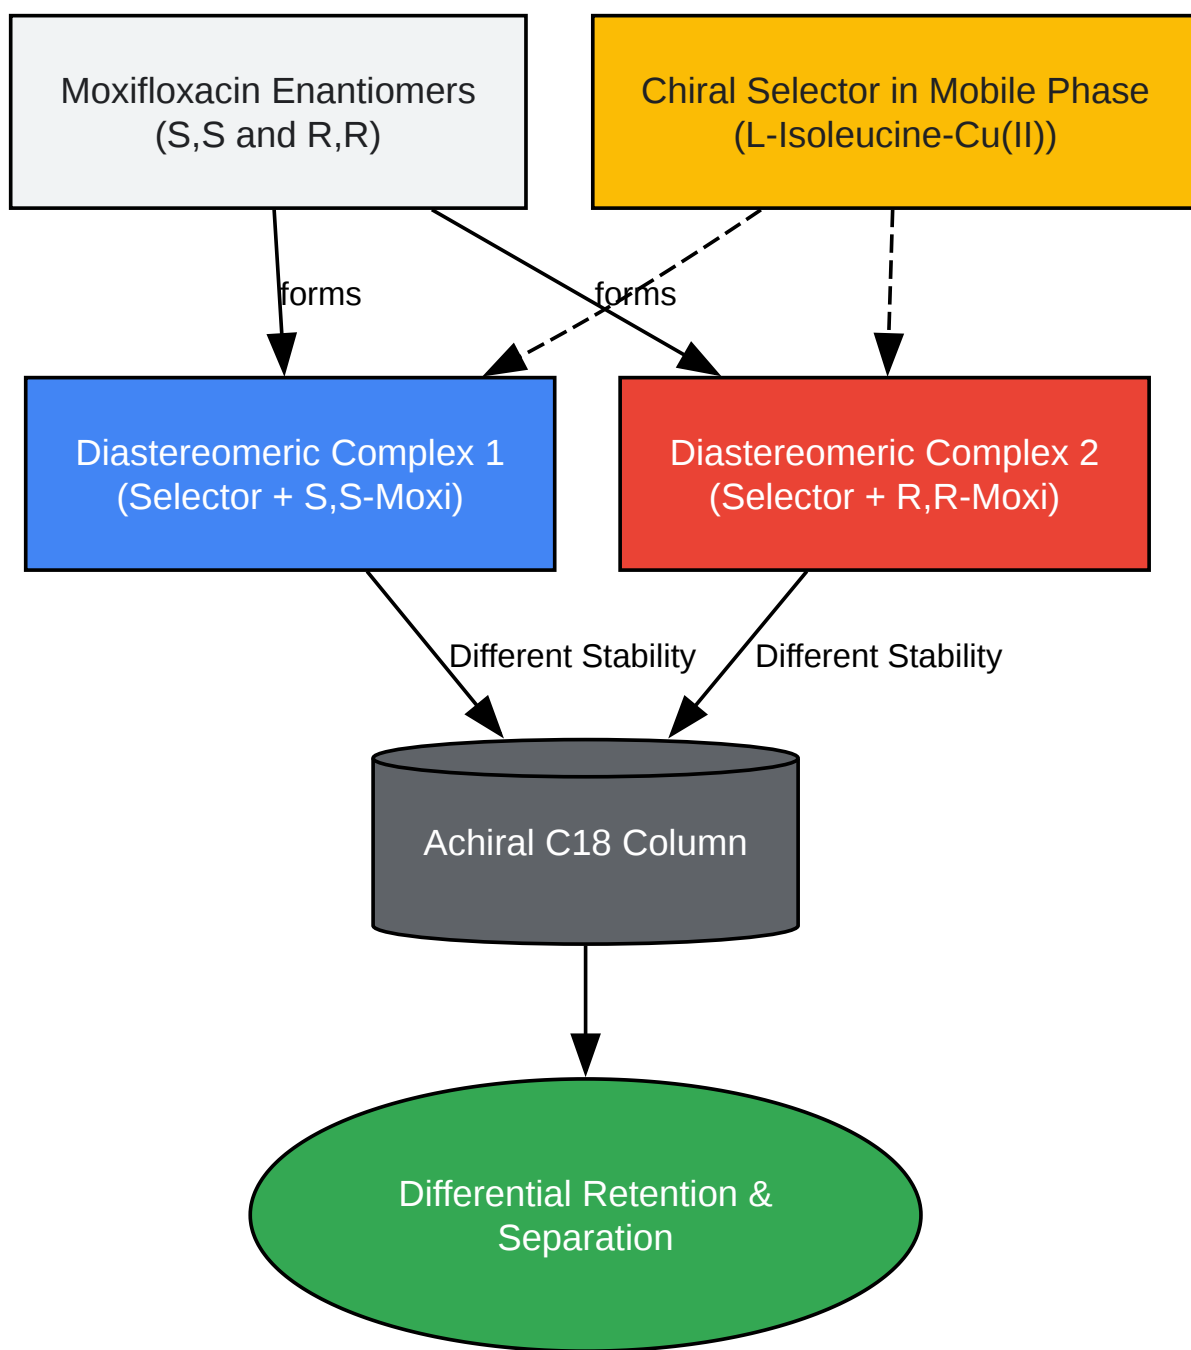 Moxifloxacin Enantiomers
(S,S and R,R)
Chiral Selector in Mobile Phase
(L-Isoleucine-Cu(II))
forms
forms
Diastereomeric Complex 1
(Selector + S,S-Moxi)
Diastereomeric Complex 2
(Selector + R,R-Moxi)
Different Stability
Different Stability
Achiral C18 Column
Differential Retention &
Separation